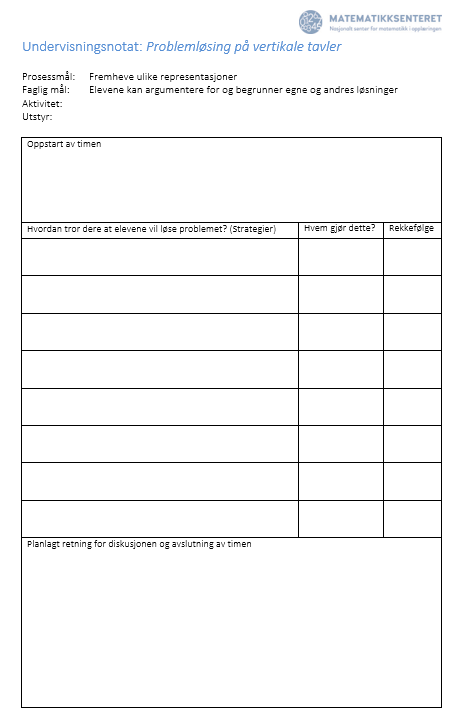 MATEMATIKKSENTERET
Nasjonalt senter for matematikk i opplæringen
Undervisningsnotat: Problemløsing på vertikale tavler
Prosessmål: Fremheve ulike representasjoner
Faglig mål: Elevene kan argumentere for og begrunner egne og andres løsninger
Aktivitet:
Utstyr:
Oppstart av timen
Hvordan tror dere at elevene vil løse problemet? (Strategier) Hvem gjør dette? Rekkefølge
Planlagt retning for diskusjonen og avslutning av timen